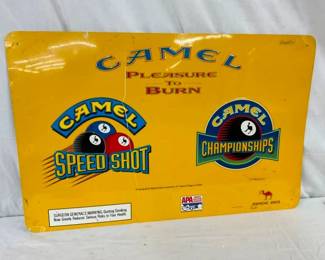 CAMEL
PLEASURE
TO
BURN
CAMEL
SPEED SHOT
CAMEL
CHAMPIONSHIPS
APA
SURGEON GENERAL'S WARNING: Quitting Smoking
Now Greatly Reduces Serious Risks to Your Health.